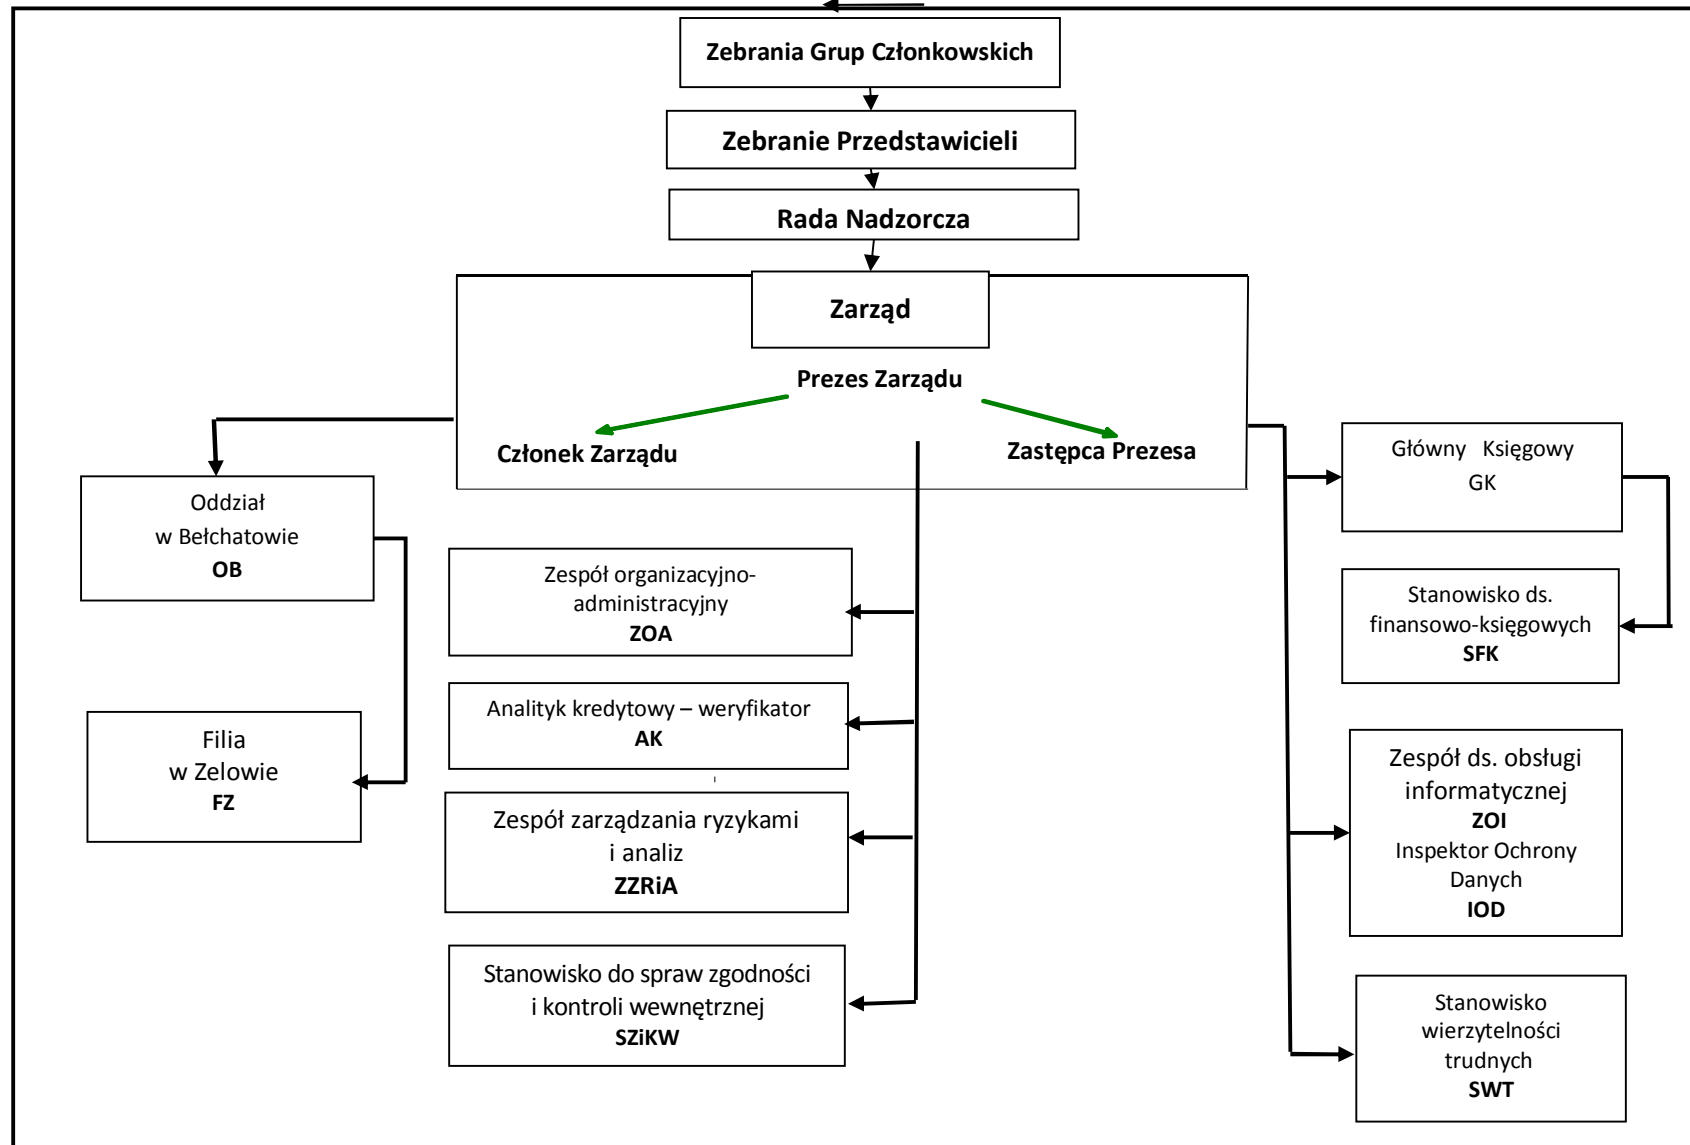 Zebrania Grup Członkowskich
Zebranie Przedstawicieli
Rada Nadzorcza
Zarząd
Prezes Zarządu
Członek Zarządu
Zastępca Prezesa
Oddział
w Bełchatowie
OB
Filia
w Zelowie
FZ
Zespół organizacyjno-
administracyjny
ZOA
Analityk kredytowy – weryfikator
AK
Zespół zarządzania ryzykami
i analiz
ZZRiA
Stanowisko do spraw zgodności
i kontroli wewnętrznej
SZiKW
Główny Księgowy
GK
Stanowisko ds.
finansowo-księgowych
SFK
Zespół ds. obsługi
informatycznej
ZOI
Inspektor Ochrony
Danych
IOD
Stanowisko
wierzytelności
trudnych
SWT